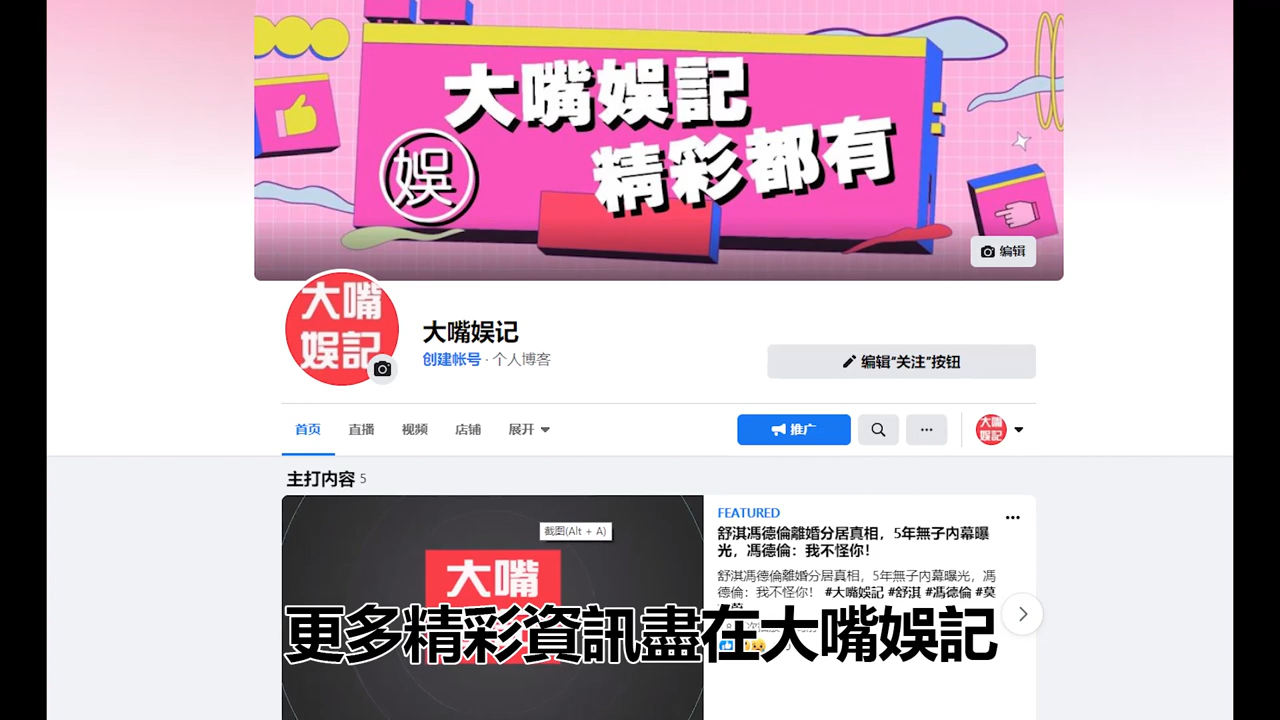 大嘴娛記
精彩都有
娛
编辑
大嘴
娛記
大嘴娱记
创建帐号 · 个人博客
编辑“关注”按钮
首页
直播
视频
店铺
展开
推广
大嘴
娛記
主打内容 5
截图(Alt + A)
大嘴
FEATURED
舒淇馮德倫離婚分居真相，5年無子內幕曝
光，馮德倫：我不怪你！
舒淇馮德倫離婚分居真相，5年無子內幕曝光，馮
德倫：我不怪你！ #大嘴娛記 #舒淇 #馮德倫 #莫
更多精彩資訊盡在大嘴娛記